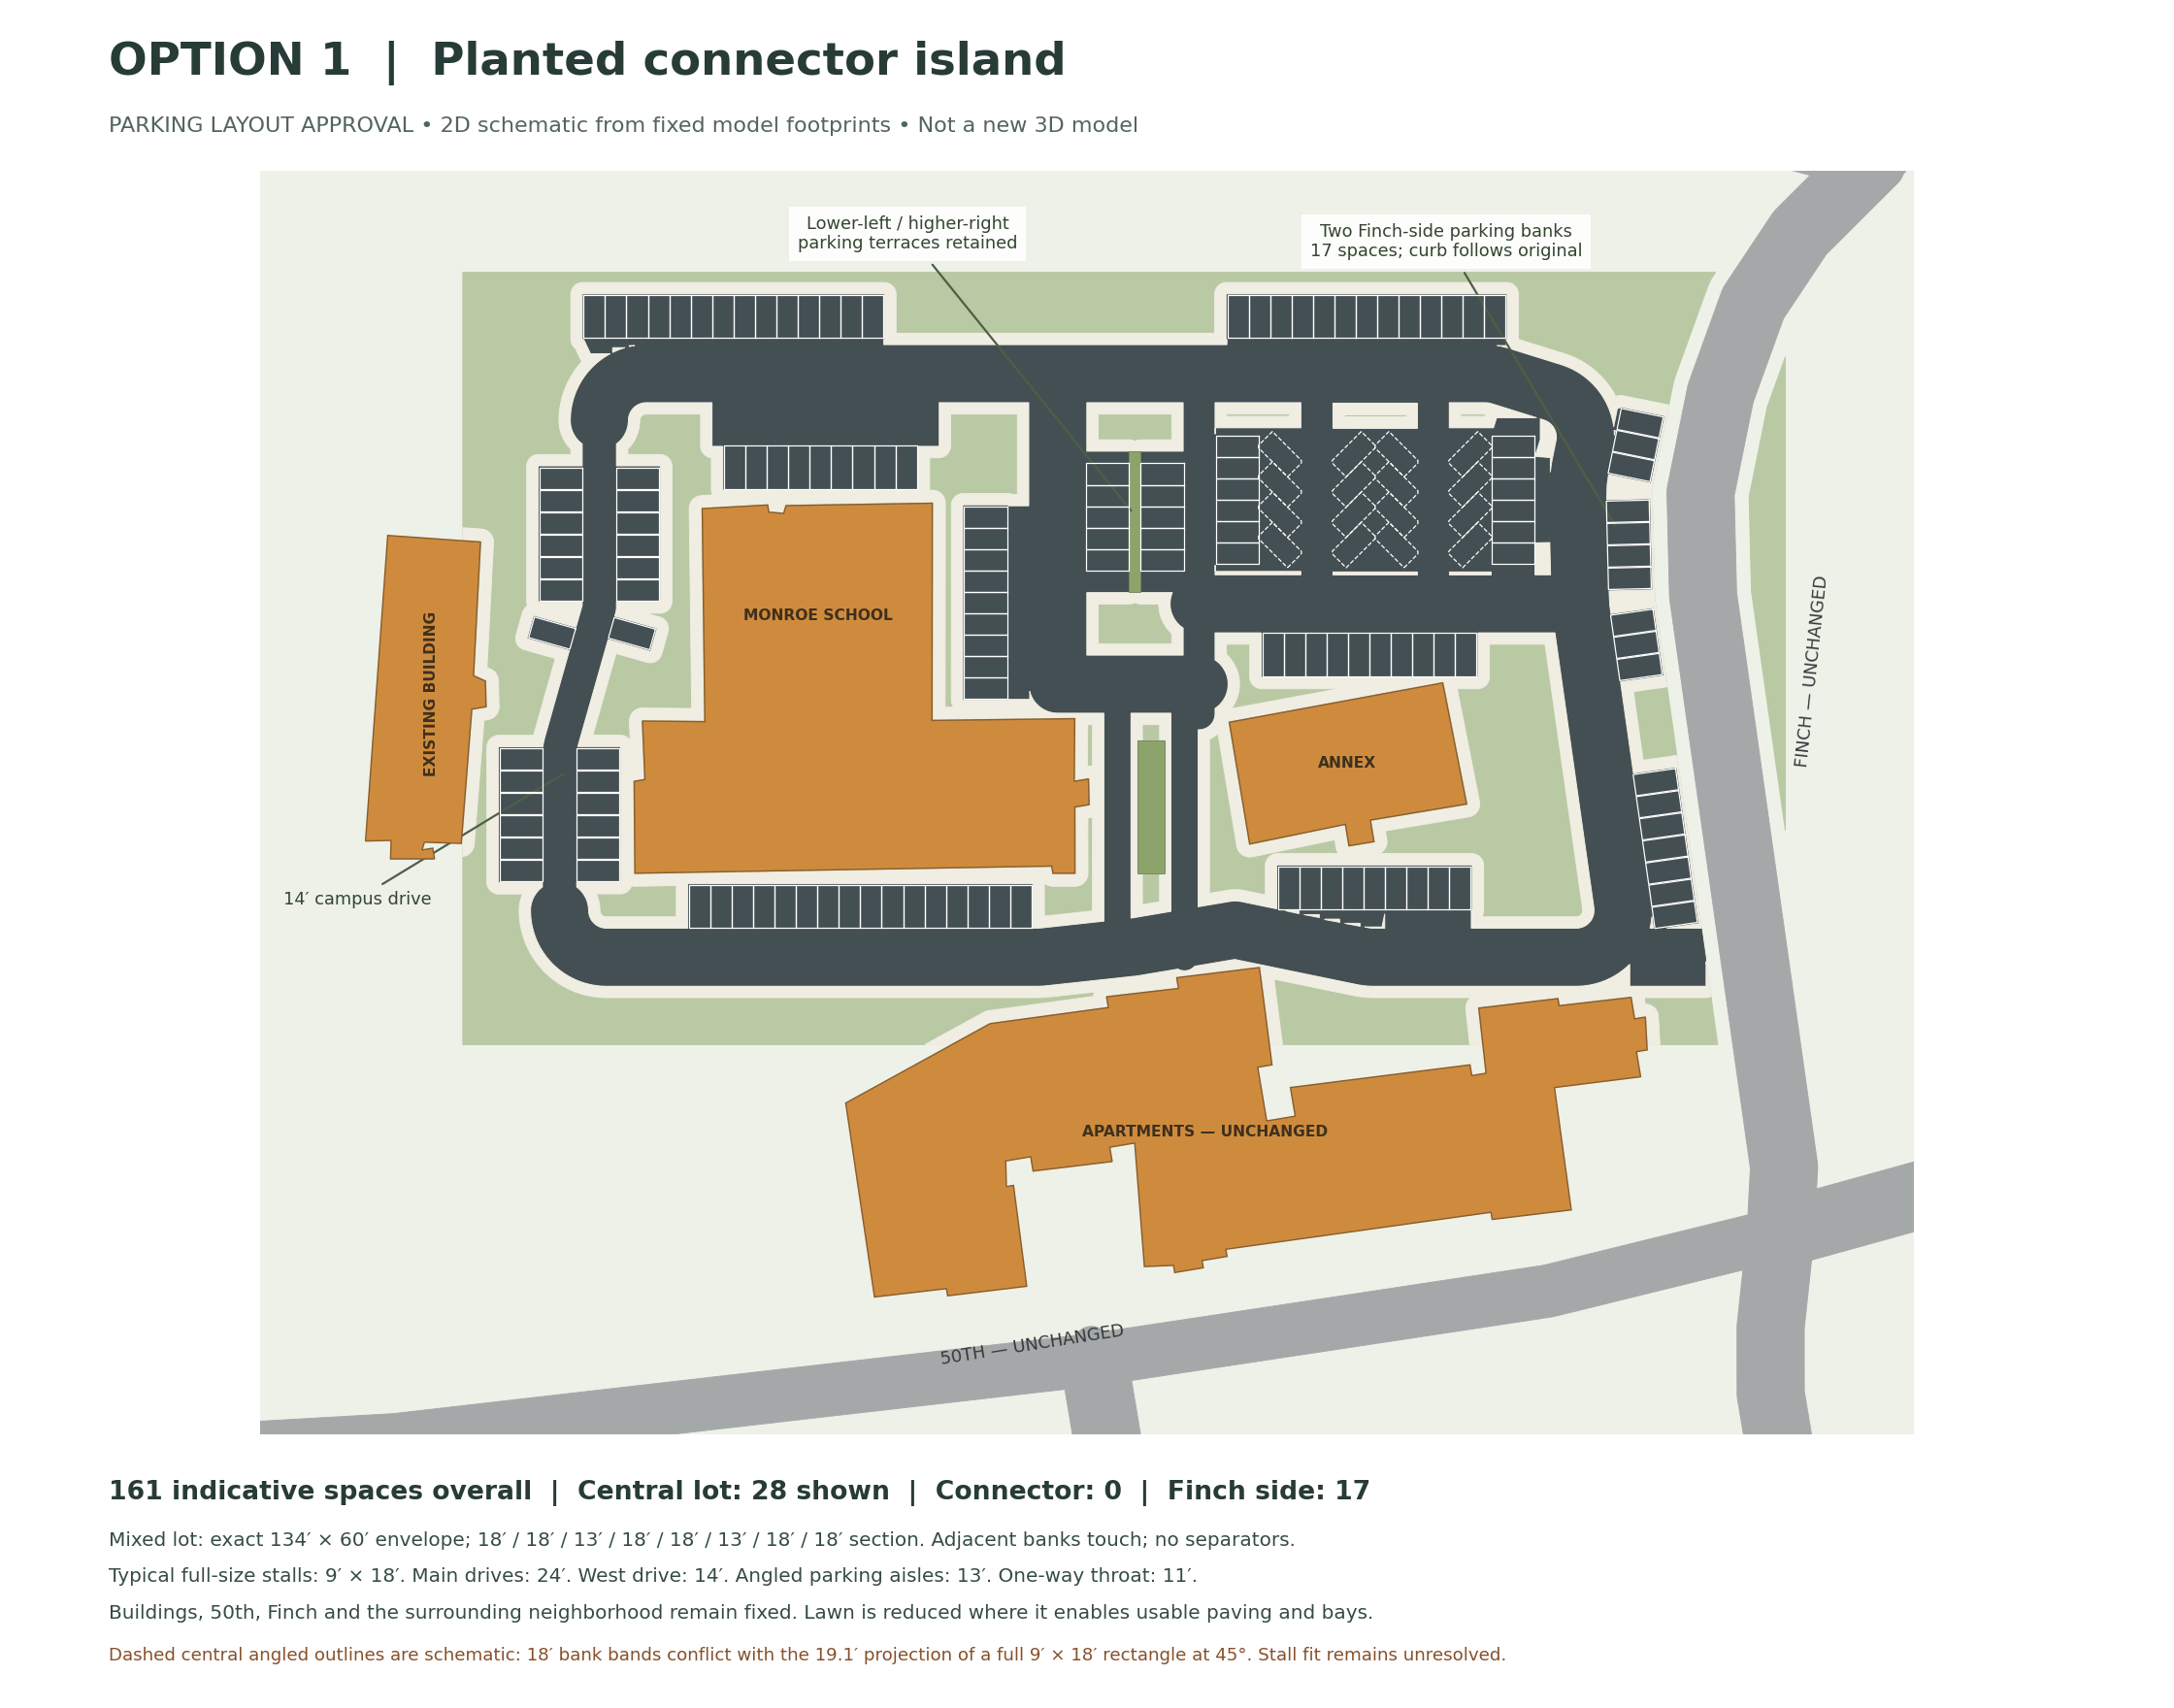 OPTION 1 | Planted connector island
PARKING LAYOUT APPROVAL • 2D schematic from fixed model footprints • Not a new 3D model
Lower-left / higher-right
parking terraces retained
Two Finch-side parking banks
17 spaces; curb follows original
EXISTING BUILDING
MONROE SCHOOL
ANNEX
FINCH — UNCHANGED
14′ campus drive
APARTMENTS — UNCHANGED
50TH — UNCHANGED
161 indicative spaces overall | Central lot: 28 shown | Connector: 0 | Finch side: 17
Mixed lot: exact 134′ × 60′ envelope; 18′ / 18′ / 13′ / 18′ / 18′ / 13′ / 18′ / 18′ section. Adjacent banks touch; no separators.
Typical full-size stalls: 9′ × 18′. Main drives: 24′. West drive: 14′. Angled parking aisles: 13′. One-way throat: 11′.
Buildings, 50th, Finch and the surrounding neighborhood remain fixed. Lawn is reduced where it enables usable paving and bays.
Dashed central angled outlines are schematic: 18′ bank bands conflict with the 19.1′ projection of a full 9′ × 18′ rectangle at 45°. Stall fit remains unresolved.